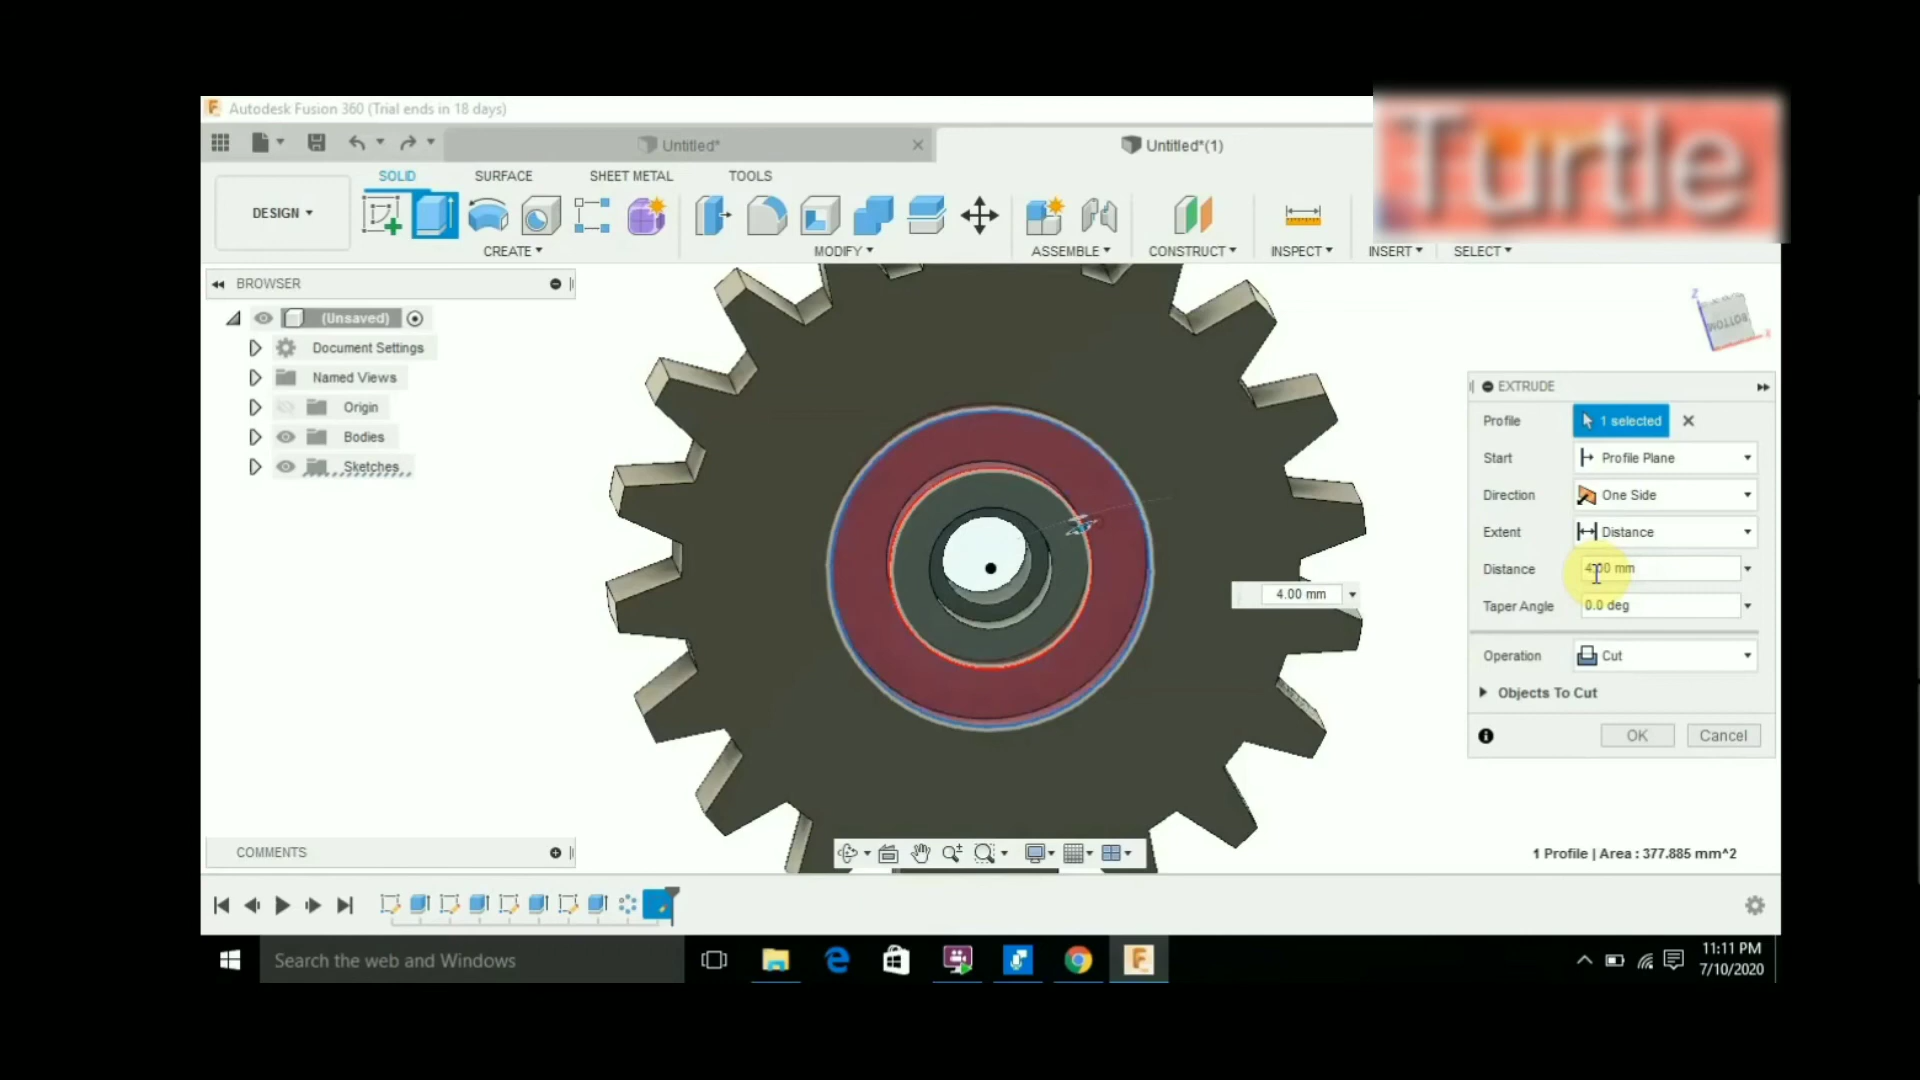 Autodesk Fusion 360 (Trial ends in 18 days)
Turtle
Untitled*
Untitled*(1)
SOLID
SURFACE
SHEET METAL
TOOLS
DESIGN
CREATE
MODIFY
ASSEMBLE
CONSTRUCT
INSPECT
INSERT
SELECT
BROWSER
(Unsaved)
Document Settings
Named Views
Origin
Bodies
Sketches
Z
BOTTOM
X
EXTRUDE
Profile 1 selected
Start Profile Plane
Direction One Side
Extent Distance
Distance 4.00 mm
4.00 mm
Taper Angle 0.0 deg
Operation Cut
Objects To Cut
OK Cancel
COMMENTS
1 Profile | Area : 377.885 mm^2
Search the web and Windows
11:11 PM
7/10/2020